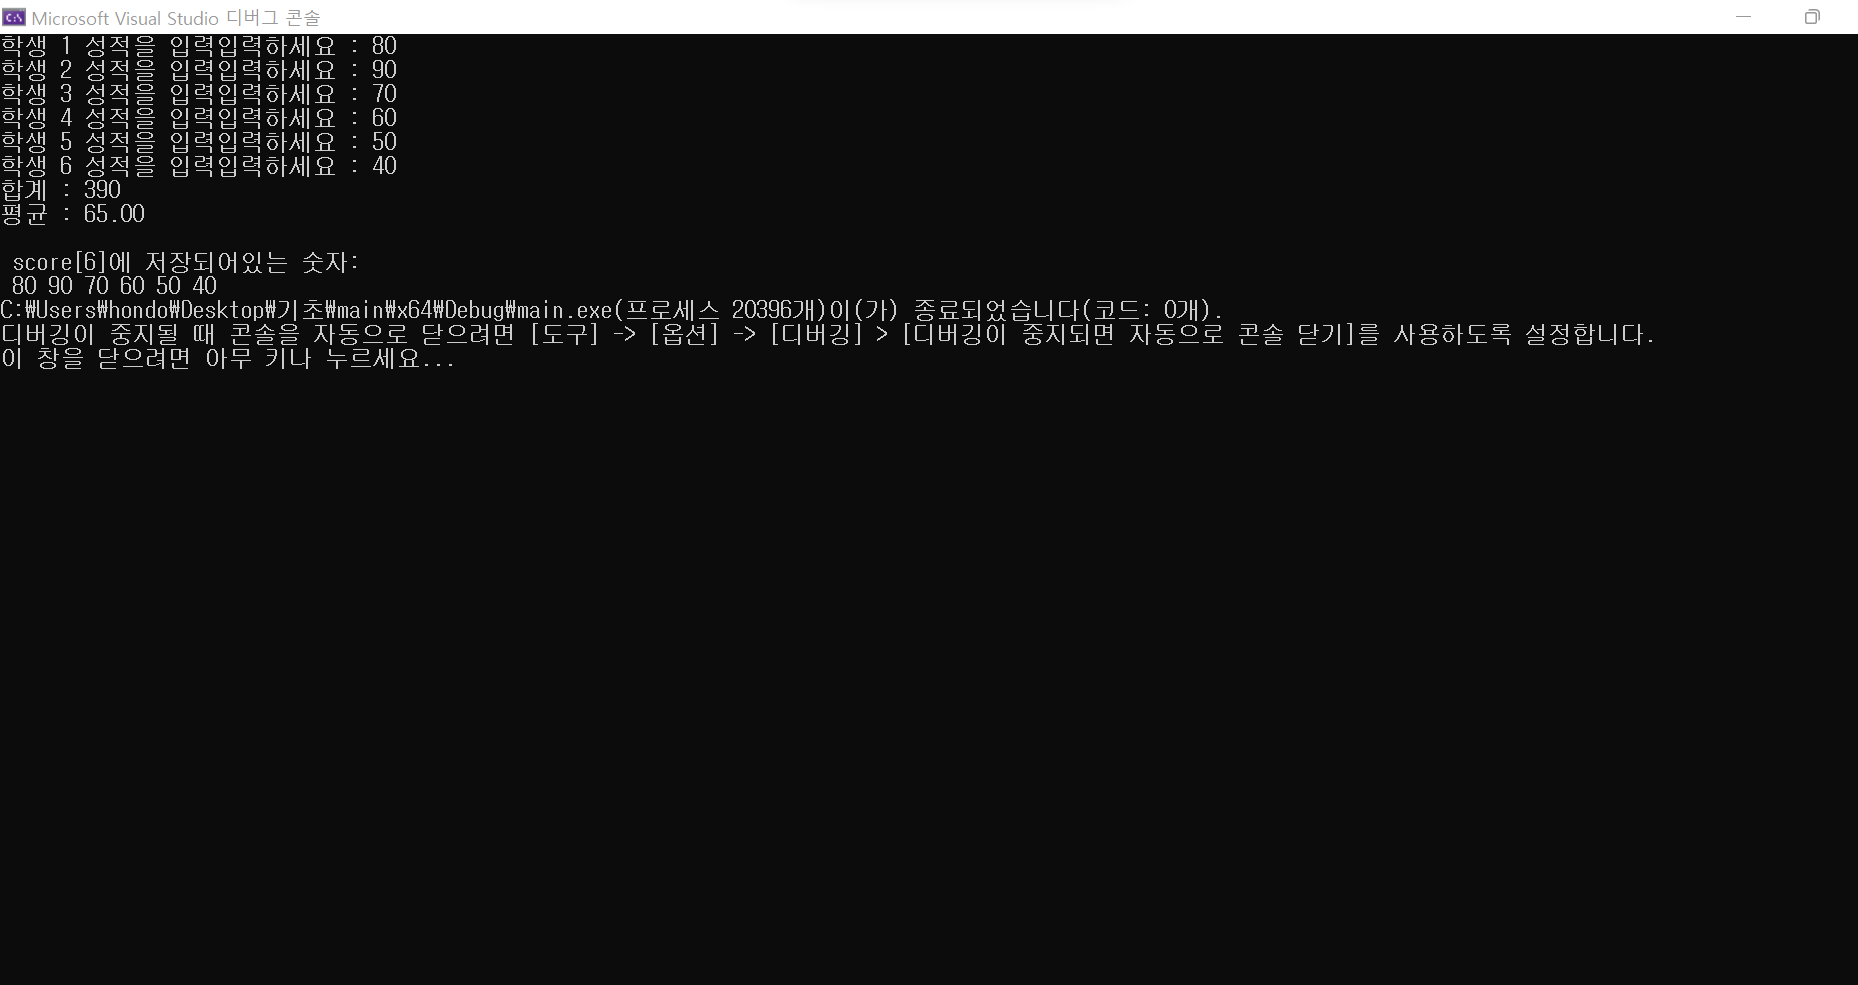 Microsoft Visual Studio 디버그 콘솔
학생 1 성적을 입력입력하세요 : 80
학생 2 성적을 입력입력하세요 : 90
학생 3 성적을 입력입력하세요 : 70
학생 4 성적을 입력입력하세요 : 60
학생 5 성적을 입력입력하세요 : 50
학생 6 성적을 입력입력하세요 : 40
합계 : 390
평균 : 65.00
score[6]에 저장되어있는 숫자:
80 90 70 60 50 40
C:₩Users₩hondo₩Desktop₩기초₩main₩x64₩Debug₩main.exe(프로세스 20396개)이(가) 종료되었습니다(코드: 0개).
디버깅이 중지될 때 콘솔을 자동으로 닫으려면 [도구] -> [옵션] -> [디버깅] > [디버깅이 중지되면 자동으로 콘솔 닫기]를 사용하도록 설정합니다.
이 창을 닫으려면 아무 키나 누르세요...